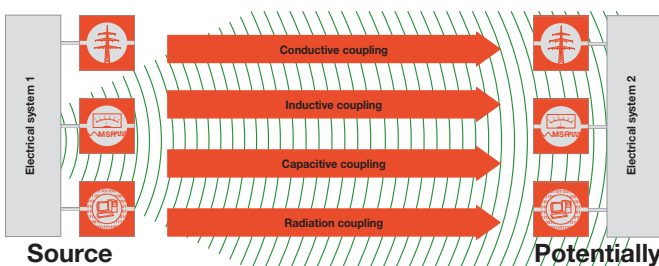 Electrical system 1
Conductive coupling
Inductive coupling
MSR
Capacitive coupling
Radiation coupling
MSR
Electrical system 2
Source
Potentially